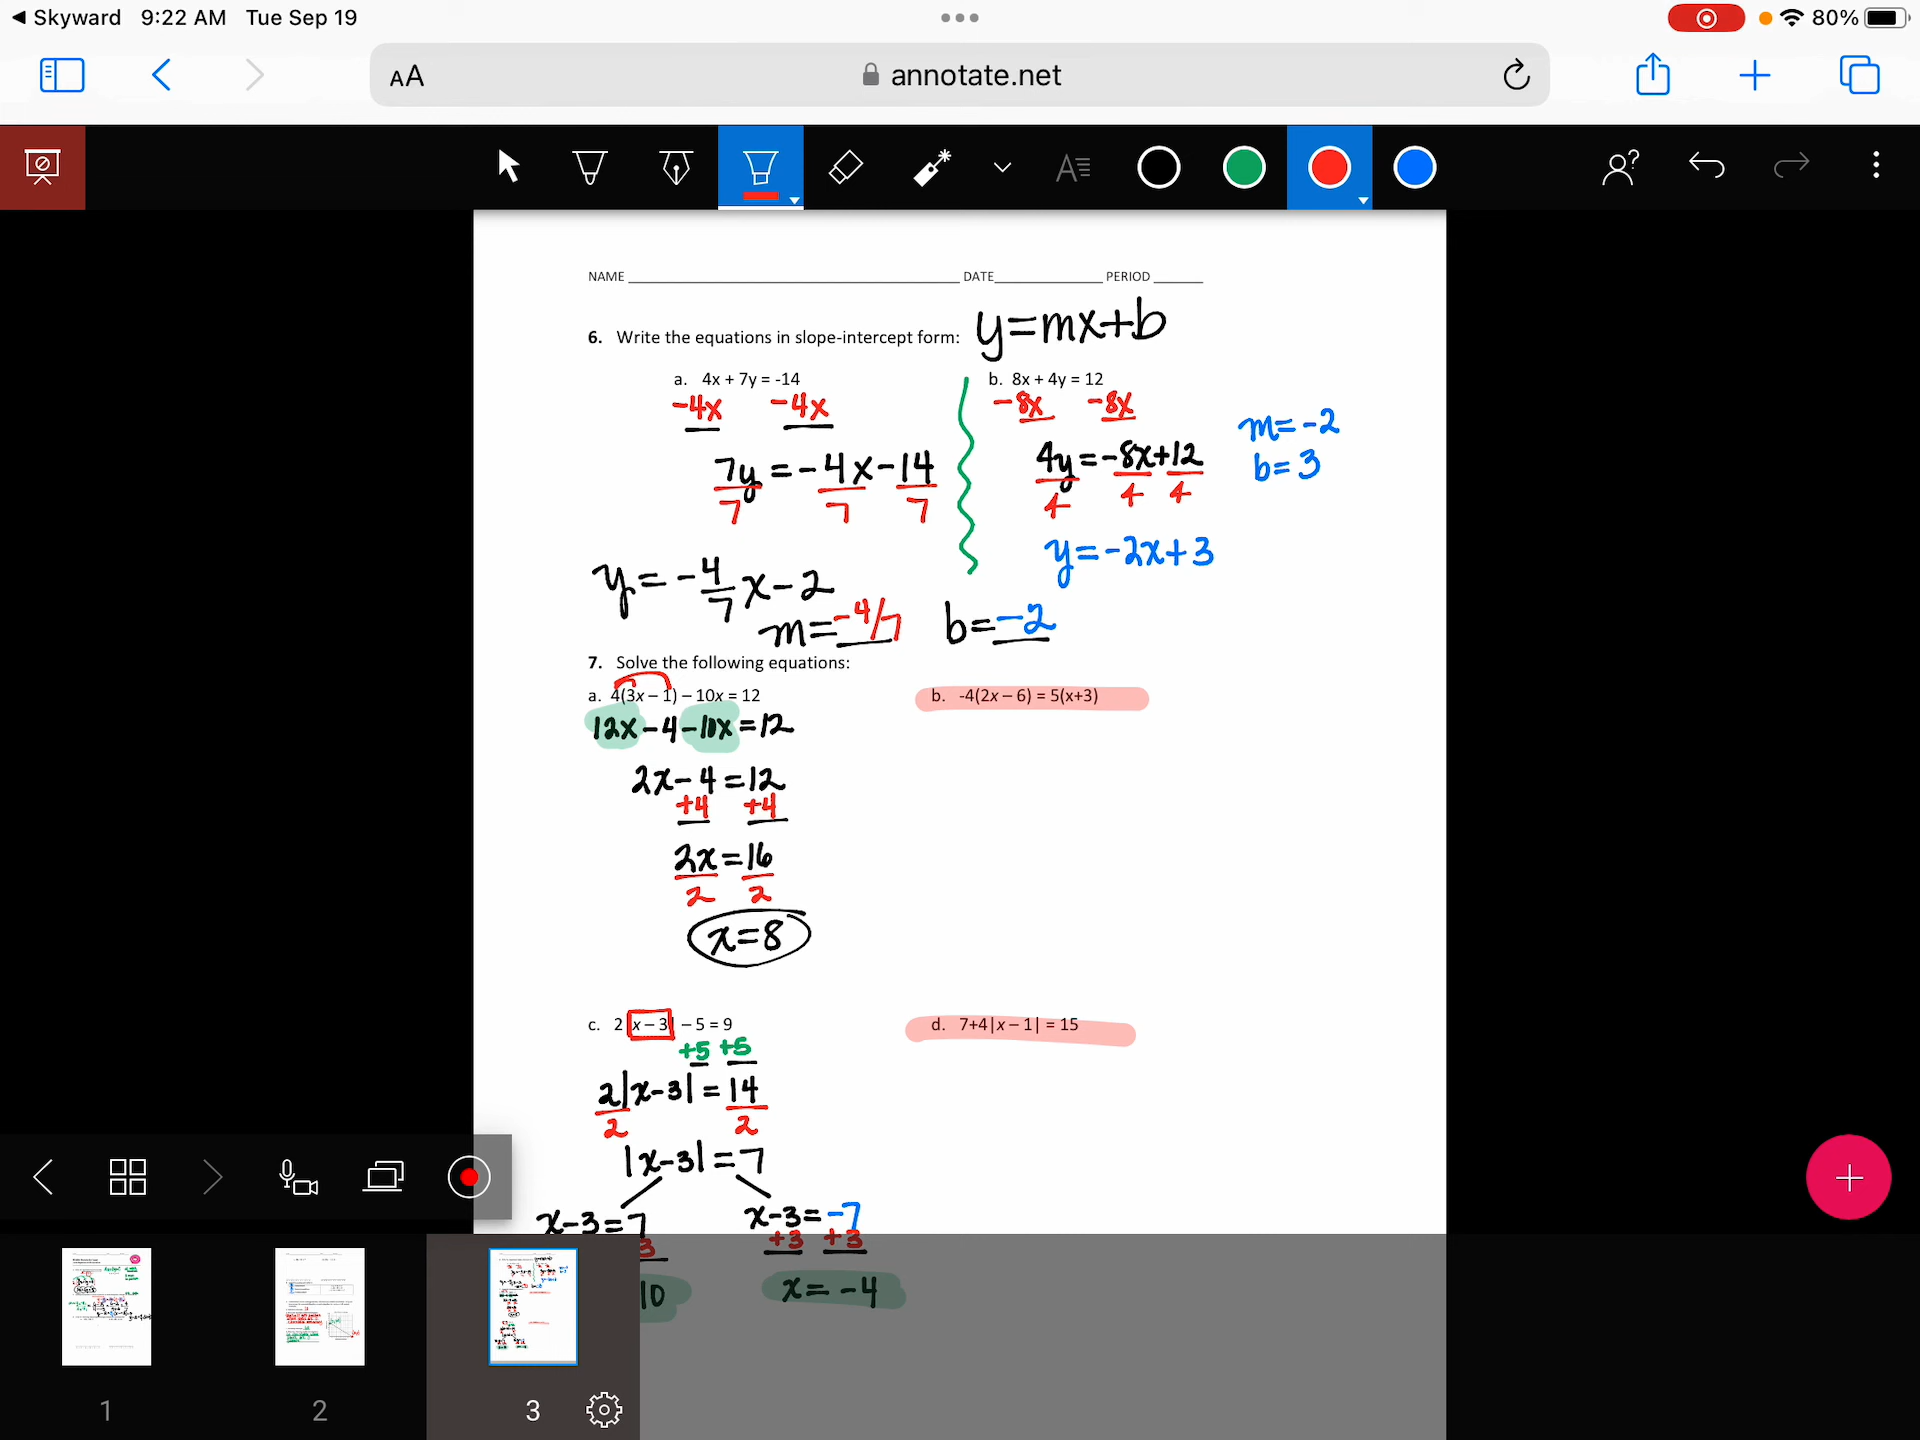 Skyward 9:22 AM Tue Sep 19 80%
AA annotate.net
NAME DATE PERIOD
6. Write the equations in slope-intercept form: y=mx+b
a. 4x + 7y = -14
-4x -4x
7y = -4x - 14
7 7 7
y = -4/7 x - 2
m = -4/7 b = -2
b. 8x + 4y = 12
-8x -8x
4y = -8x + 12
4 4 4
y = -2x + 3
m = -2
b = 3
7. Solve the following equations:
a. 4(3x – 1) – 10x = 12
12x - 4 - 10x = 12
2x - 4 = 12
+4 +4
2x = 16
2 2
x = 8
b. -4(2x – 6) = 5(x+3)
c. 2|x – 3| – 5 = 9
+5 +5
2|x-3| = 14
2 2
|x-3| = 7
x-3 = 7 x-3 = -7
3 +3 +3
10 x = -4
d. 7+4|x – 1| = 15
1 2 3